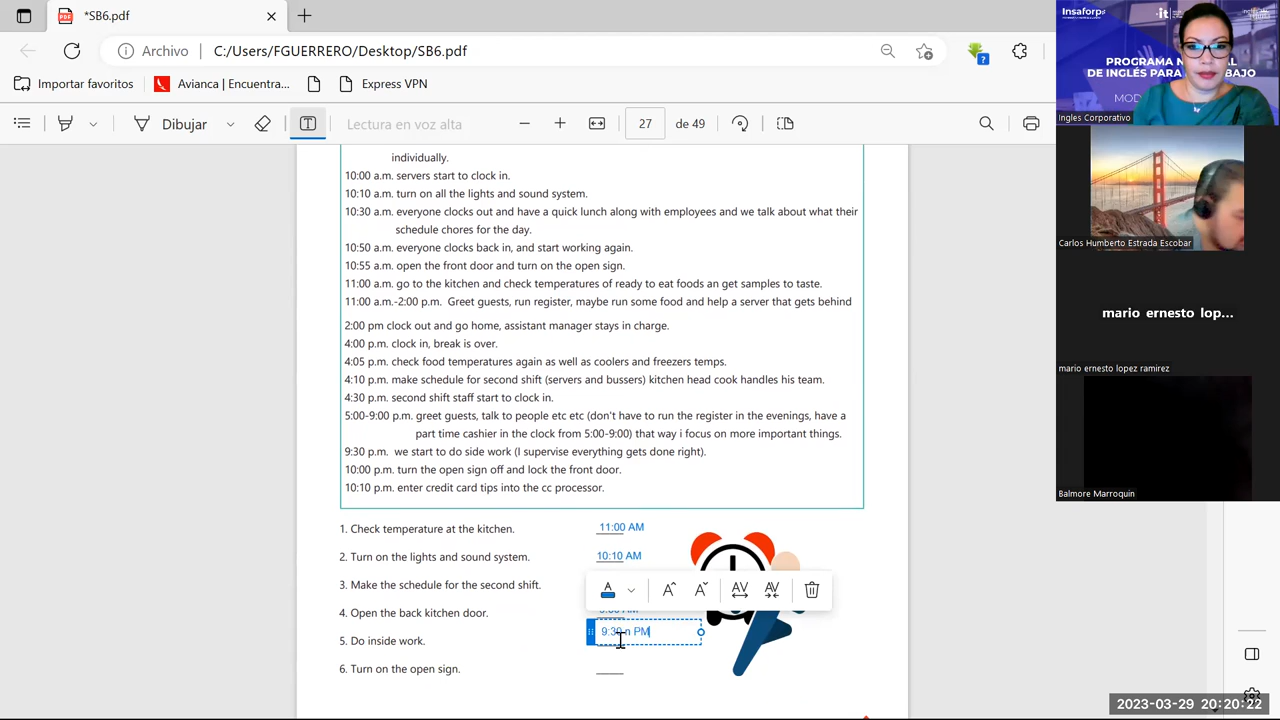 *SB6.pdf
Archivo
C:/Users/FGUERRERO/Desktop/SB6.pdf
Importar favoritos
Avianca | Encuentra...
Express VPN
Dibujar
Lectura en voz alta
27
de 49
individually.
10:00 a.m. servers start to clock in.
10:10 a.m. turn on all the lights and sound system.
10:30 a.m. everyone clocks out and have a quick lunch along with employees and we talk about what their
schedule chores for the day.
10:50 a.m. everyone clocks back in, and start working again.
10:55 a.m. open the front door and turn on the open sign.
11:00 a.m. go to the kitchen and check temperatures of ready to eat foods an get samples to taste.
11:00 a.m.-2:00 p.m. Greet guests, run register, maybe run some food and help a server that gets behind
2:00 pm clock out and go home, assistant manager stays in charge.
4:00 p.m. clock in, break is over.
4:05 p.m. check food temperatures again as well as coolers and freezers temps.
4:10 p.m. make schedule for second shift (servers and bussers) kitchen head cook handles his team.
4:30 p.m. second shift staff start to clock in.
5:00-9:00 p.m. greet guests, talk to people etc etc (don't have to run the register in the evenings, have a
part time cashier in the clock from 5:00-9:00) that way i focus on more important things.
9:30 p.m. we start to do side work (I supervise everything gets done right).
10:00 p.m. turn the open sign off and lock the front door.
10:10 p.m. enter credit card tips into the cc processor.
1. Check temperature at the kitchen. 11:00 AM
2. Turn on the lights and sound system. 10:10 AM
3. Make the schedule for the second shift.
4. Open the back kitchen door.
5. Do inside work. 9:30 n PM
6. Turn on the open sign.
Insaforp
PROGRAMA
DE INGLÉS PARA
Ingles Corporativo
Carlos Humberto Estrada Escobar
mario ernesto lop...
mario ernesto lopez ramirez
Balmore Marroquin
2023-03-29 20:20:22